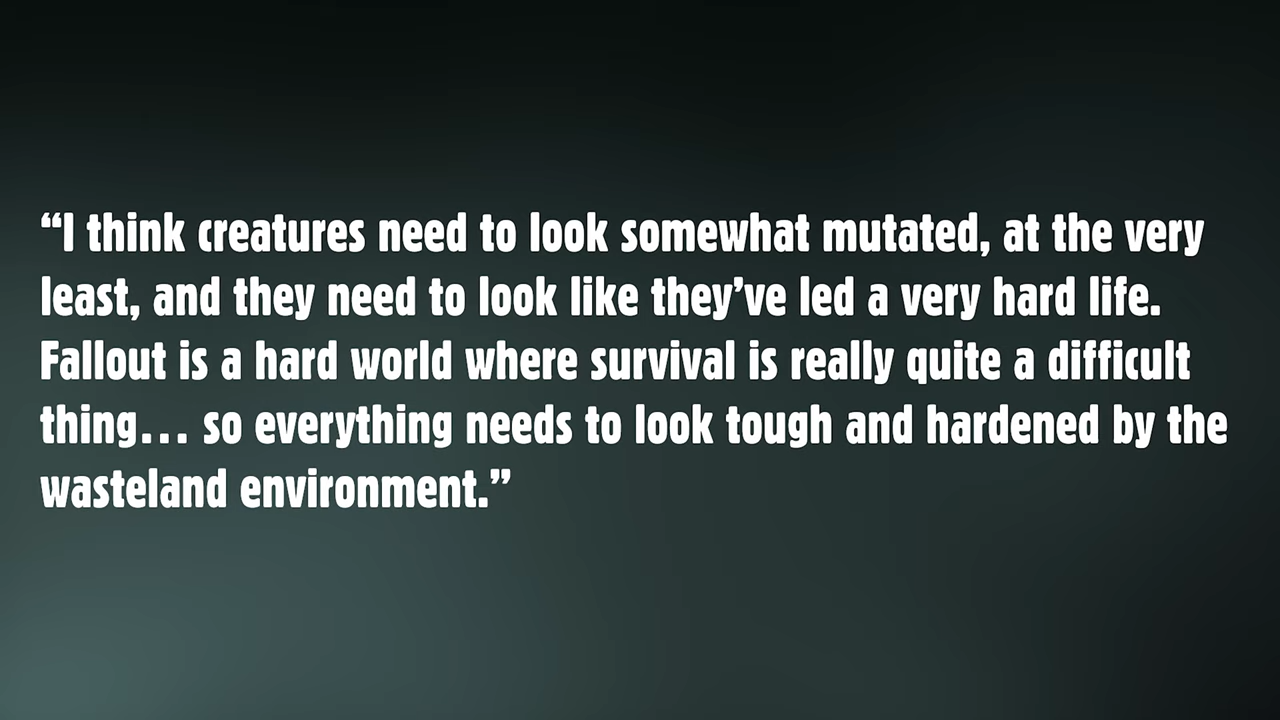 “I think creatures need to look somewhat mutated, at the very
least, and they need to look like they’ve led a very hard life.
Fallout is a hard world where survival is really quite a difficult
thing… so everything needs to look tough and hardened by the
wasteland environment.”